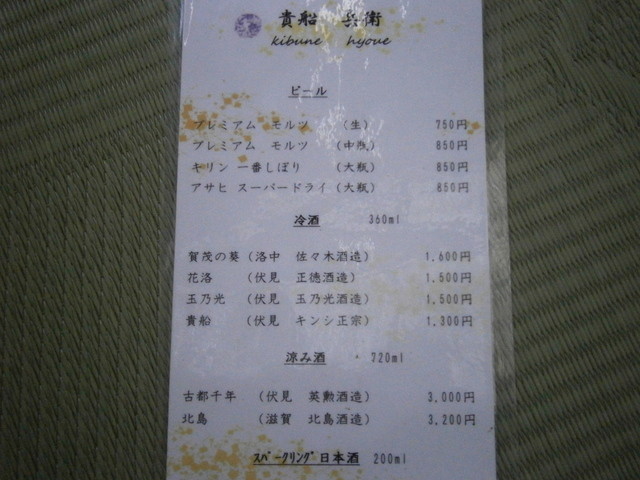 貴船 兵衛
kibune hyoue
ビール
プレミアム モルツ （生） 750円
プレミアム モルツ （中瓶） 850円
キリン 一番しぼり （大瓶） 850円
アサヒ スーパードライ（大瓶） 850円
冷酒 360ml
賀茂の葵（洛中 佐々木酒造） 1,600円
花洛 （伏見 正徳酒造） 1,500円
玉乃光 （伏見 玉乃光酒造） 1,500円
貴船 （伏見 キンシ正宗） 1,300円
涼み酒 720ml
古都千年 （伏見 英勲酒造） 3,000円
北島 （滋賀 北島酒造） 3,200円
ｽﾊﾟｰｸﾘﾝｸﾞ日本酒 200ml